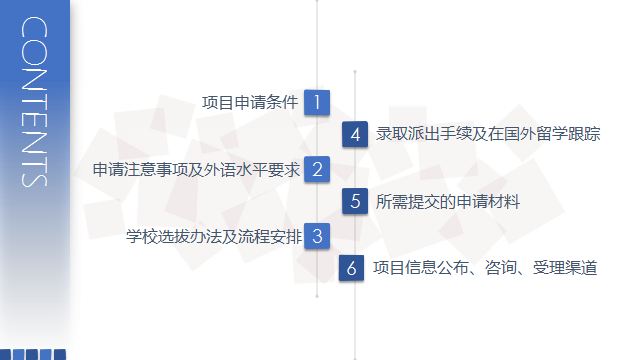 CONTENTS
项目申请条件 1
申请注意事项及外语水平要求 2
学校选拔办法及流程安排 3
4 录取派出手续及在国外留学跟踪
5 所需提交的申请材料
6 项目信息公布、咨询、受理渠道